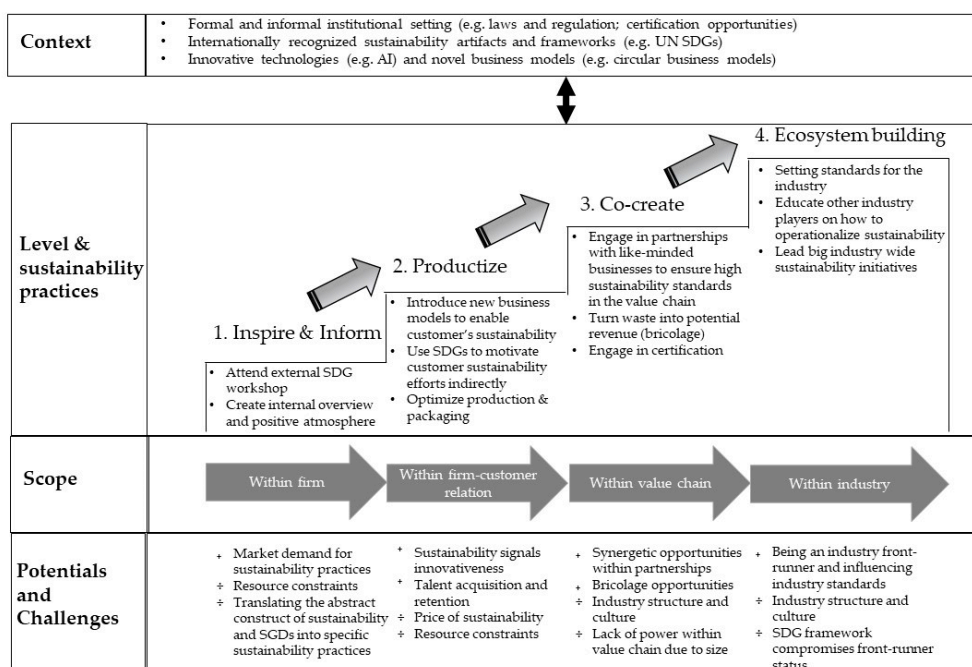 Context
• Formal and informal institutional setting (e.g. laws and regulation; certification opportunities)
• Internationally recognized sustainability artifacts and frameworks (e.g. UN SDGs)
• Innovative technologies (e.g. AI) and novel business models (e.g. circular business models)
Level &
sustainability
practices
1. Inspire & Inform
• Attend external SDG
workshop
• Create internal overview
and positive atmosphere
2. Productize
• Introduce new business
models to enable
customer's sustainability
• Use SDGs to motivate
customer sustainability
efforts indirectly
• Optimize production &
packaging
3. Co-create
• Engage in partnerships
with like-minded
businesses to ensure high
sustainability standards
in the value chain
• Turn waste into potential
revenue (bricolage)
• Engage in certification
4. Ecosystem building
• Setting standards for the
industry
• Educate other industry
players on how to
operationalize sustainability
• Lead big industry wide
sustainability initiatives
Scope
Within firm
Within firm-customer
relation
Within value chain
Within industry
Potentials
and
Challenges
+ Market demand for
sustainability practices
÷ Resource constraints
÷ Translating the abstract
construct of sustainability
and SGDs into specific
sustainability practices
+ Sustainability signals
innovativeness
+ Talent acquisition and
retention
÷ Price of sustainability
÷ Resource constraints
+ Synergetic opportunities
within partnerships
+ Bricolage opportunities
÷ Industry structure and
culture
÷ Lack of power within
value chain due to size
+ Being an industry front-
runner and influencing
industry standards
÷ Industry structure and
culture
÷ SDG framework
compromises front-runner
status